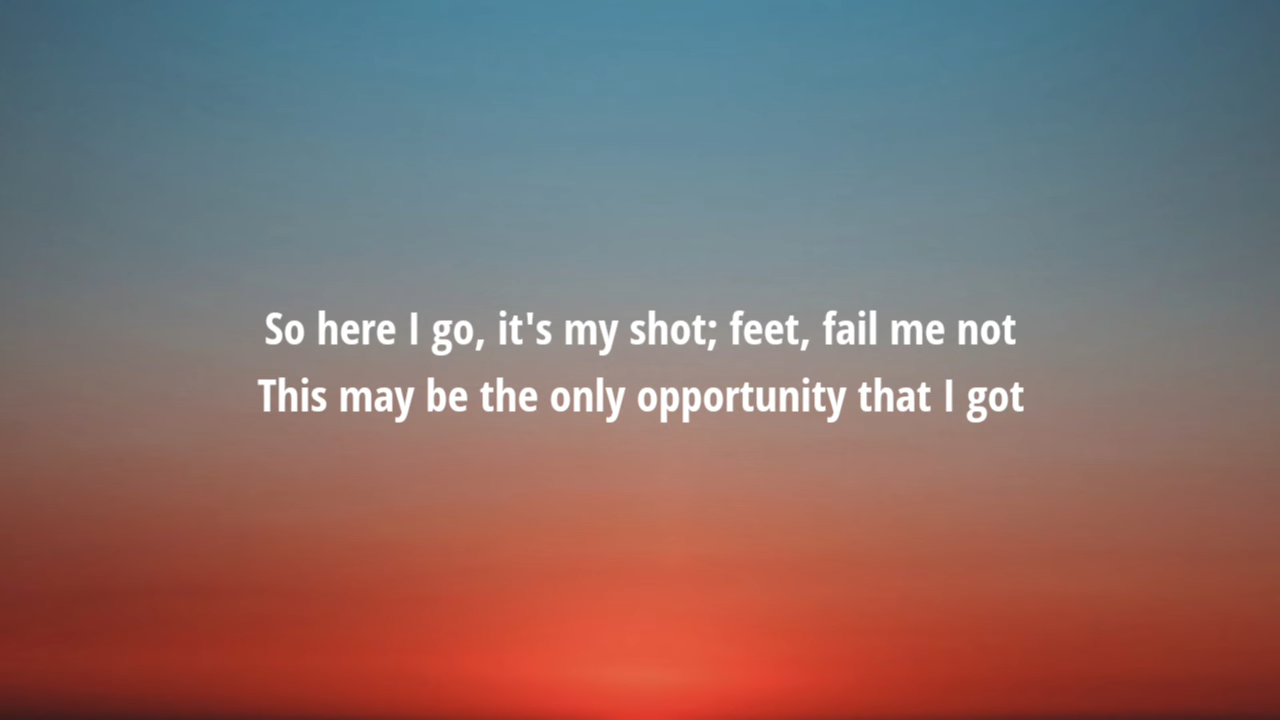 So here I go, it's my shot; feet, fail me not
This may be the only opportunity that I got